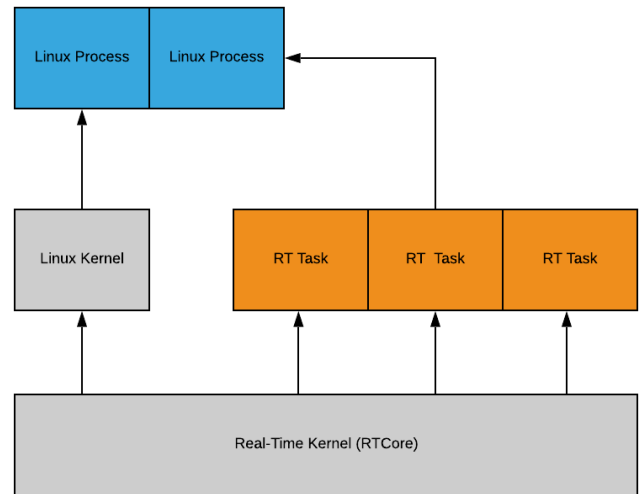 Linux Process
Linux Process
Linux Kernel
RT Task
RT Task
RT Task
Real-Time Kernel (RTCore)